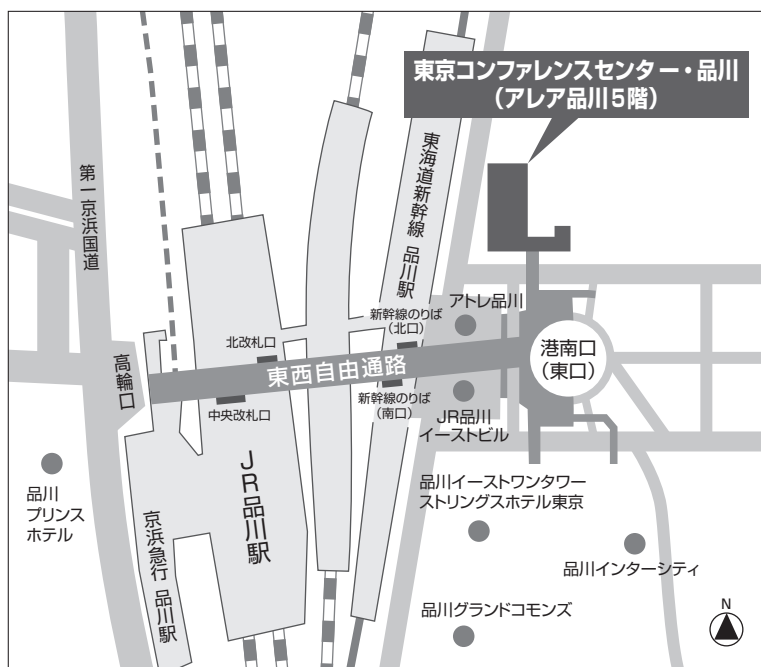 東京コンファレンスセンター・品川
（アレア品川5階）
第一京浜国道
東海道新幹線 品川駅
アトレ品川
新幹線のりば
（北口）
北改札口
港南口
（東口）
高輪口
東西自由通路
中央改札口
新幹線のりば
（南口）
JR品川
イーストビル
JR品川駅
品川イーストワンタワー
ストリングスホテル東京
品川
プリンス
ホテル
京浜急行 品川駅
品川インターシティ
品川グランドコモンズ
N